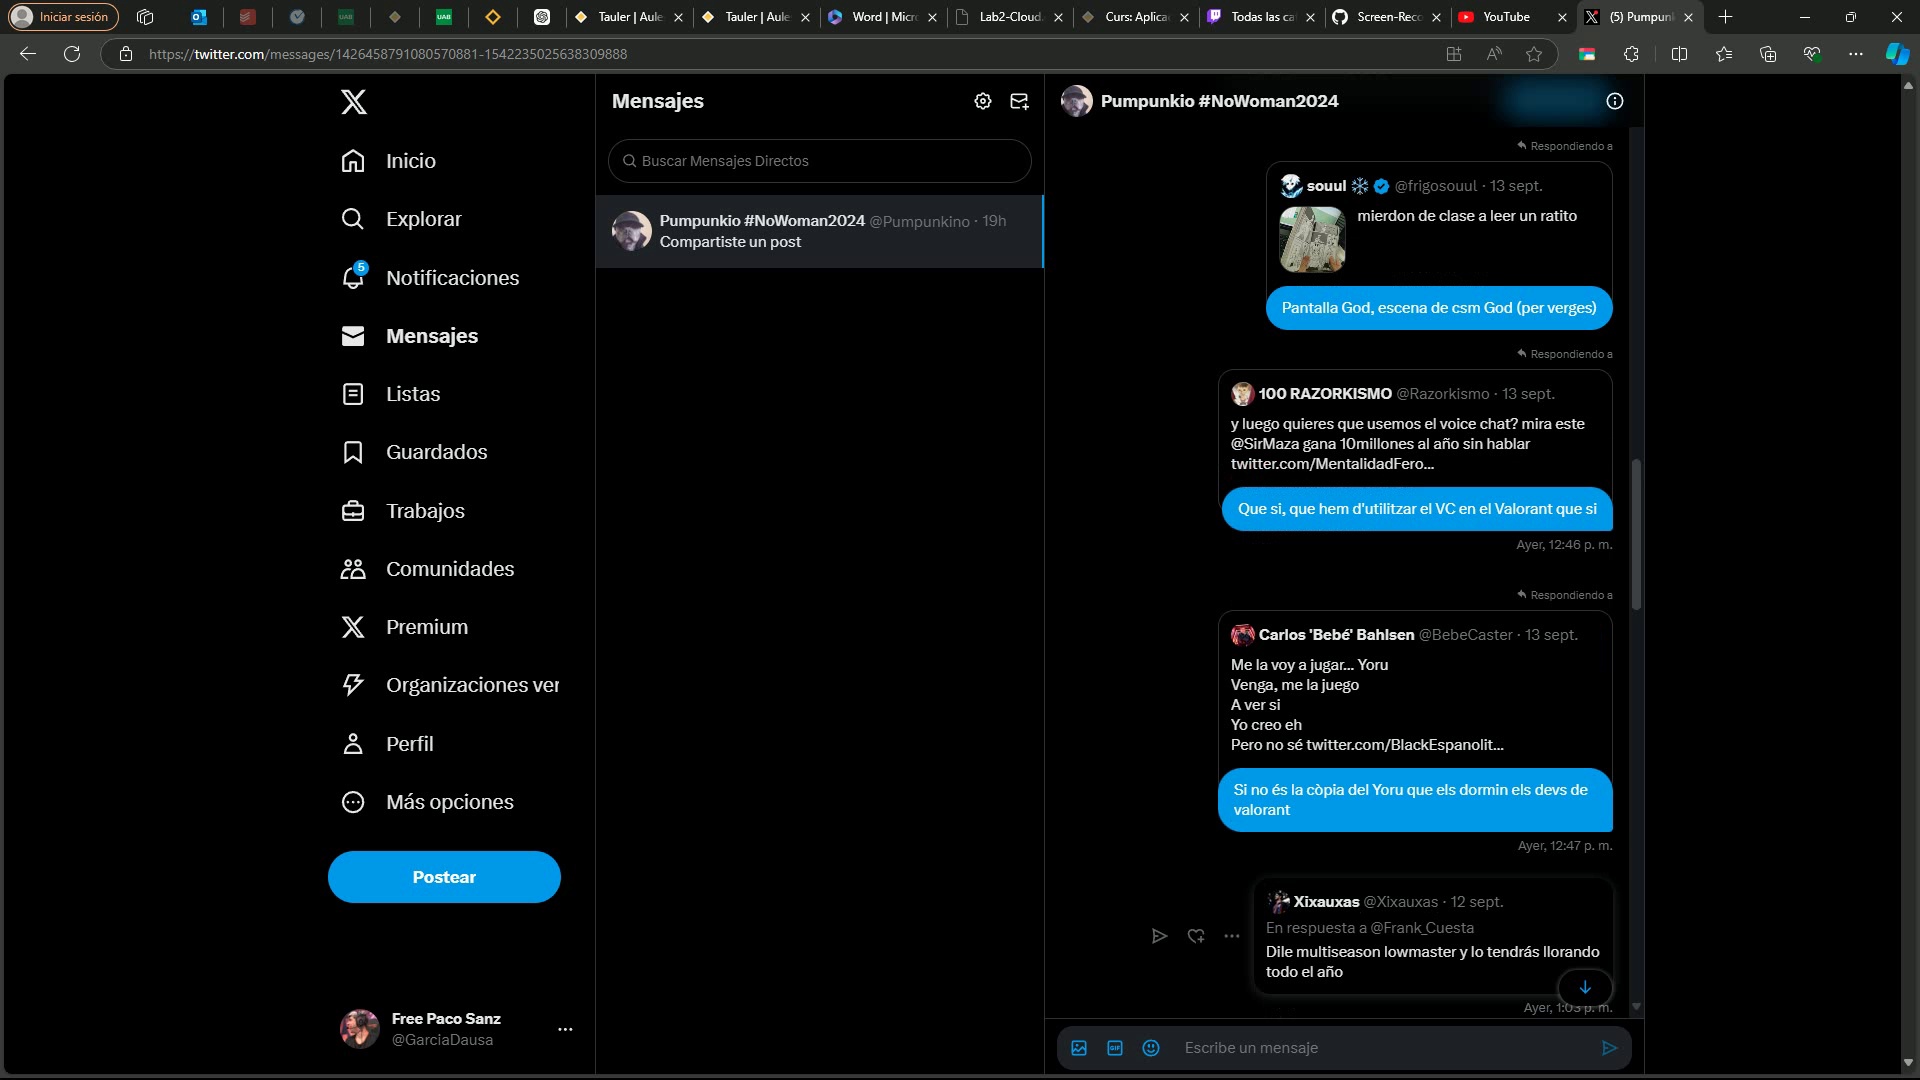 Iniciar sesión
UAB
UAB
Tauler | Aule
Tauler | Aule
Word | Micr
Lab2-Cloud.
Curs: Aplica
Todas las ca
Screen-Reco
YouTube
(5) Pumpun
https://twitter.com/messages/1426458791080570881-1542235025638309888
Inicio
Explorar
5
Notificaciones
Mensajes
Listas
Guardados
Trabajos
Comunidades
Premium
Organizaciones ver
Perfil
Más opciones
Postear
Free Paco Sanz
@GarciaDausa
Mensajes
Buscar Mensajes Directos
Pumpunkio #NoWoman2024 @Pumpunkino · 19h
Compartiste un post
Pumpunkio #NoWoman2024
Respondiendo a
souul @frigosouul · 13 sept.
mierdon de clase a leer un ratito
Pantalla God, escena de csm God (per verges)
Respondiendo a
100 RAZORKISMO @Razorkismo · 13 sept.
y luego quieres que usemos el voice chat? mira este
@SirMaza gana 10millones al año sin hablar
twitter.com/MentalidadFero...
Que si, que hem d'utilitzar el VC en el Valorant que si
Ayer, 12:46 p. m.
Respondiendo a
Carlos 'Bebé' Bahlsen @BebeCaster · 13 sept.
Me la voy a jugar... Yoru
Venga, me la juego
A ver si
Yo creo eh
Pero no sé twitter.com/BlackEspanolit...
Si no és la còpia del Yoru que els dormin els devs de
valorant
Ayer, 12:47 p. m.
Xixauxas @Xixauxas · 12 sept.
En respuesta a @Frank_Cuesta
Dile multiseason lowmaster y lo tendrás llorando
todo el año
Ayer, 1:03 p. m.
GIF
Escribe un mensaje